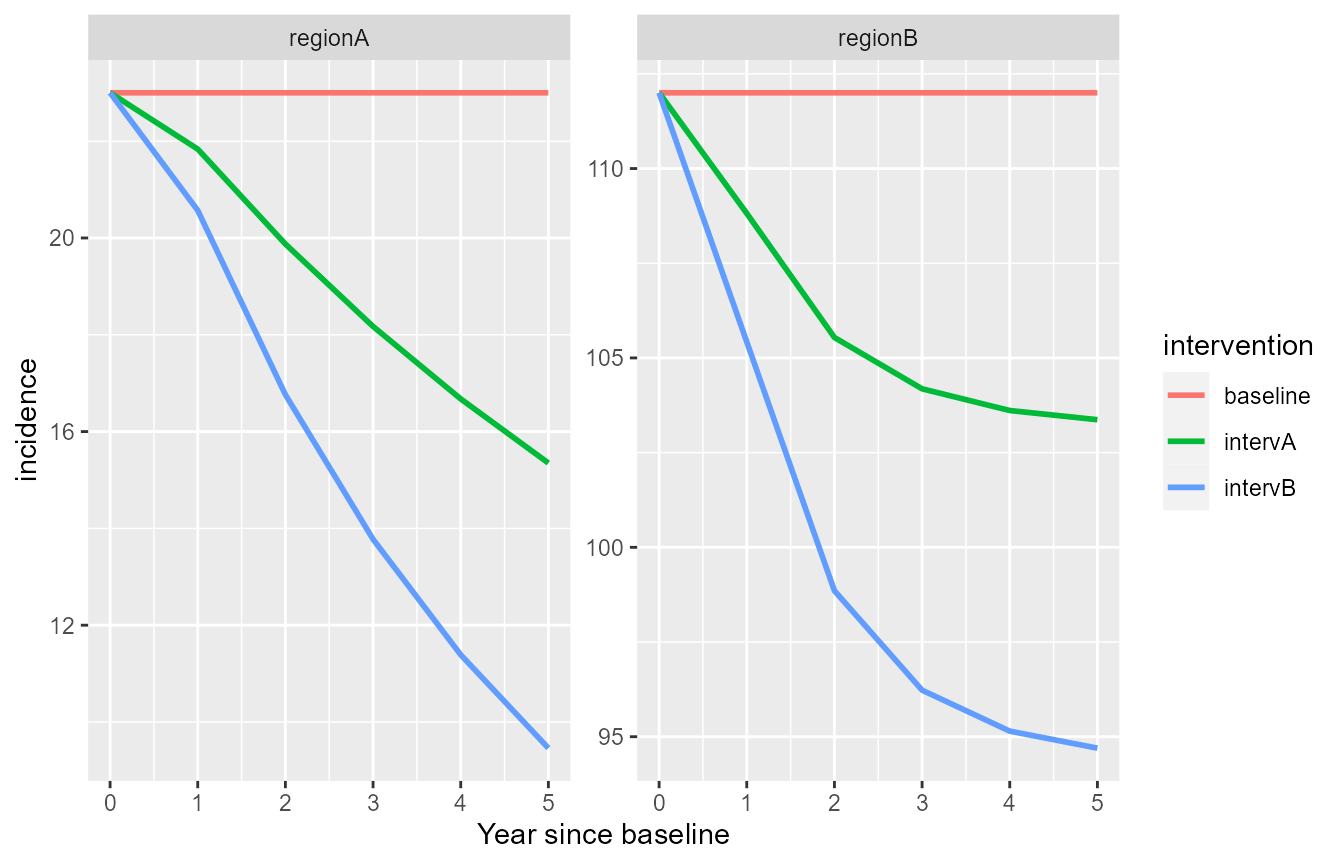 regionA
regionB
incidence
20
16
12
110
105
100
95
0 1 2 3 4 5
0 1 2 3 4 5
Year since baseline
intervention
baseline
intervA
intervB